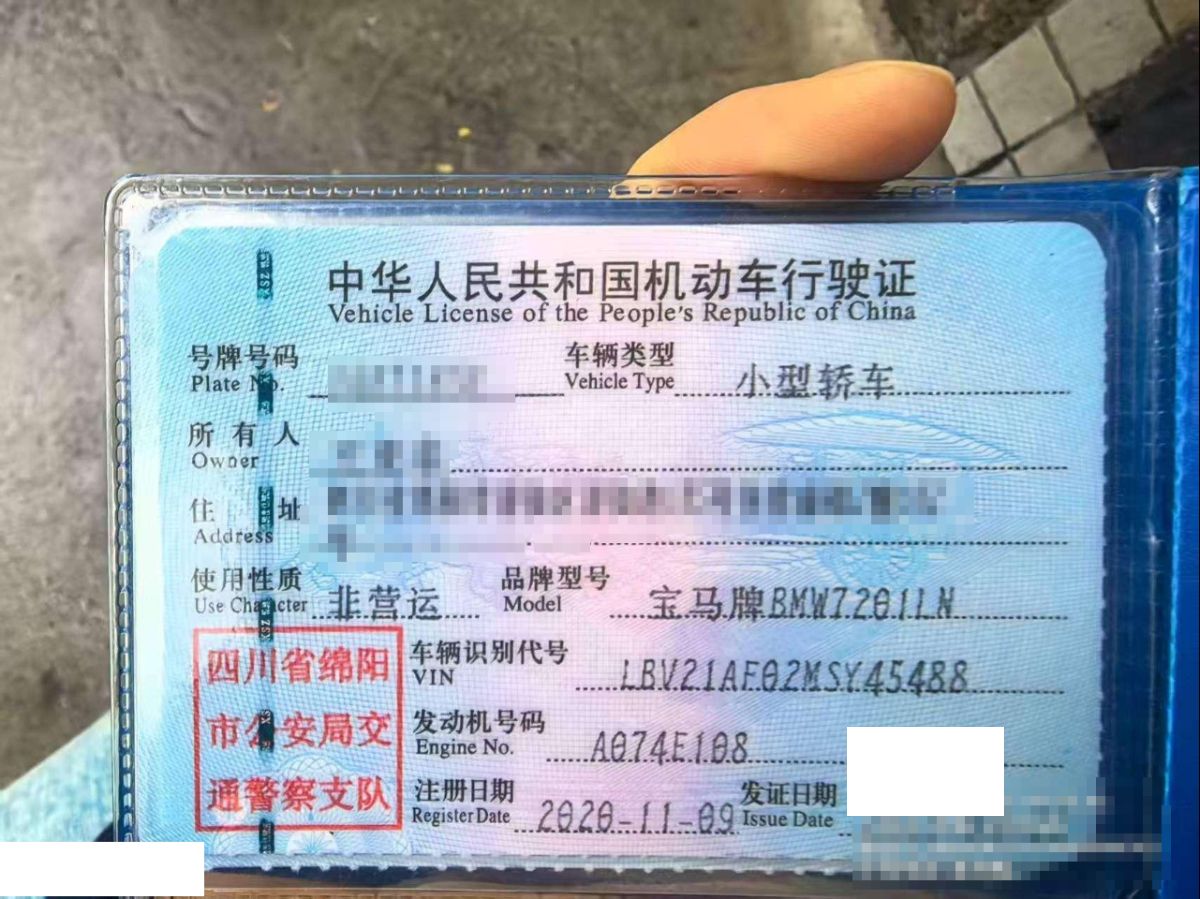 中华人民共和国机动车行驶证
Vehicle License of the People's Republic of China
号牌号码
Plate No.
车辆类型 小型轿车
Vehicle Type
所有人
Owner
住址
Address
使用性质 非营运
Use Character
品牌型号 宝马牌BMW7201LN
Model
四川省绵阳
市公安局交
通警察支队
车辆识别代号
VIN LBV21AF02MSY45488
发动机号码
Engine No. A074E108
注册日期 2020-11-09
Register Date
发证日期
Issue Date